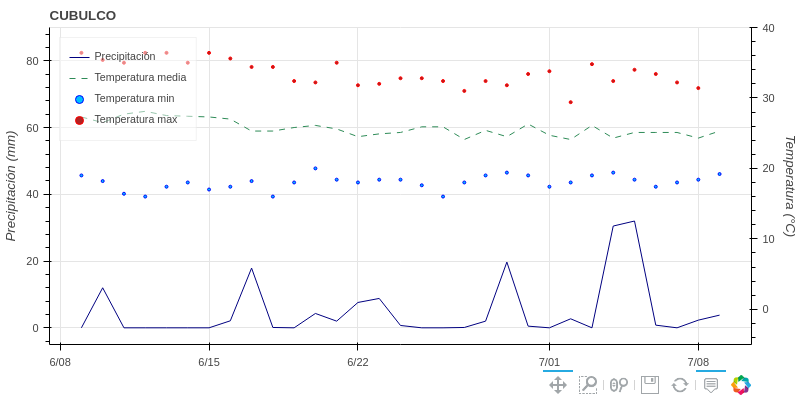 CUBULCO
Precipitación
Temperatura media
Temperatura min
Temperatura max
Precipitación (mm)
80
60
40
20
0
Temperatura (°C)
40
30
20
10
0
6/08
6/15
6/22
7/01
7/08